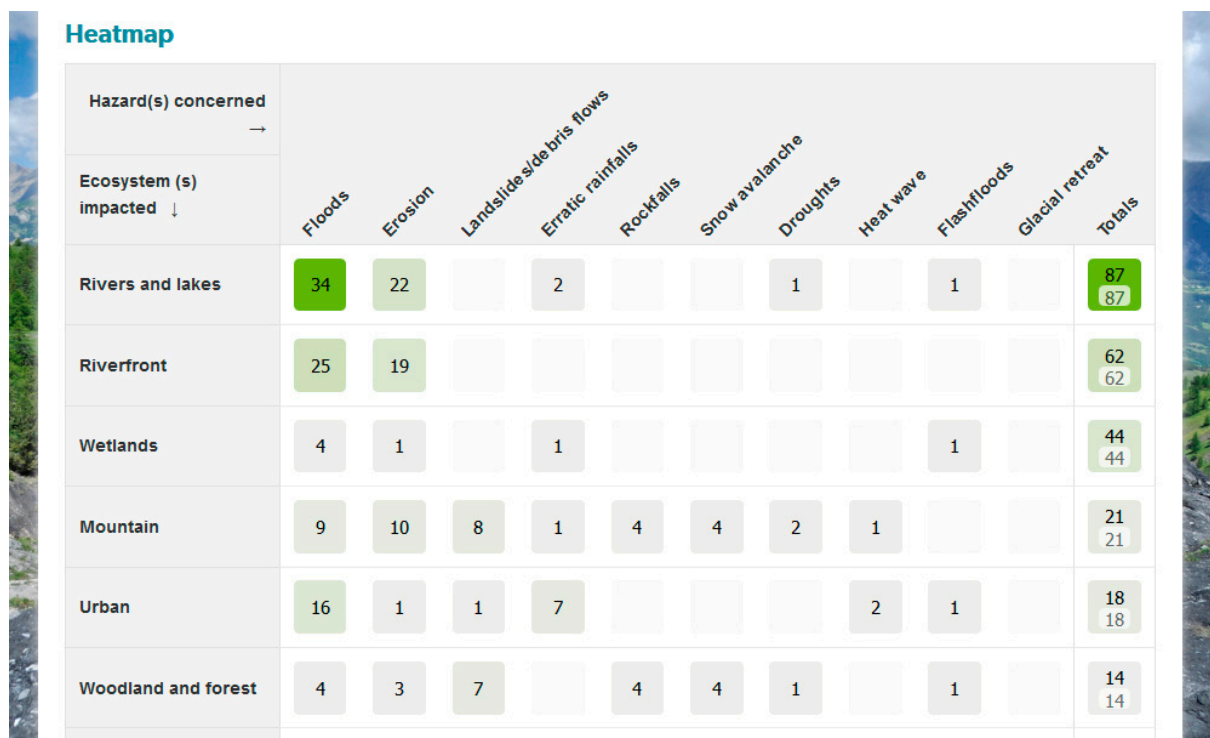 Heatmap
Hazard(s) concerned
→
Ecosystem (s)
impacted ↓
Floods
Erosion
Landslides/debris flows
Erratic rainfalls
Rockfalls
Snow avalanche
Droughts
Heat wave
Flashfloods
Glacial retreat
Totals
Rivers and lakes 34 22 2 1 1 87
87
Riverfront 25 19 62
62
Wetlands 4 1 1 1 44
44
Mountain 9 10 8 1 4 4 2 1 21
21
Urban 16 1 1 7 2 1 18
18
Woodland and forest 4 3 7 4 4 1 1 14
14